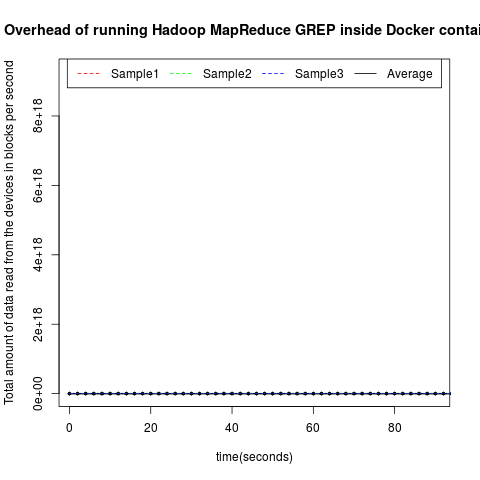 Overhead of running Hadoop MapReduce GREP inside Docker contai
Sample1 Sample2 Sample3 Average
Total amount of data read from the devices in blocks per second
8e+18
6e+18
4e+18
2e+18
0e+00
0 20 40 60 80
time(seconds)